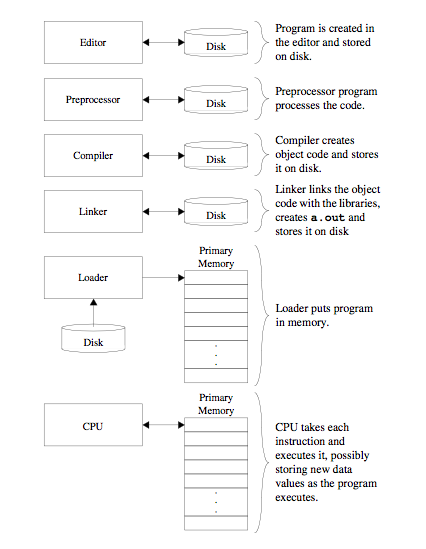 Editor
Disk
Program is created in
the editor and stored
on disk.
Preprocessor
Disk
Preprocessor program
processes the code.
Compiler
Disk
Compiler creates
object code and stores
it on disk.
Linker
Disk
Linker links the object
code with the libraries,
creates a.out and
stores it on disk
Primary
Memory
Loader
Disk
.
.
.
Loader puts program
in memory.
Primary
Memory
CPU
.
.
.
CPU takes each
instruction and
executes it, possibly
storing new data
values as the program
executes.